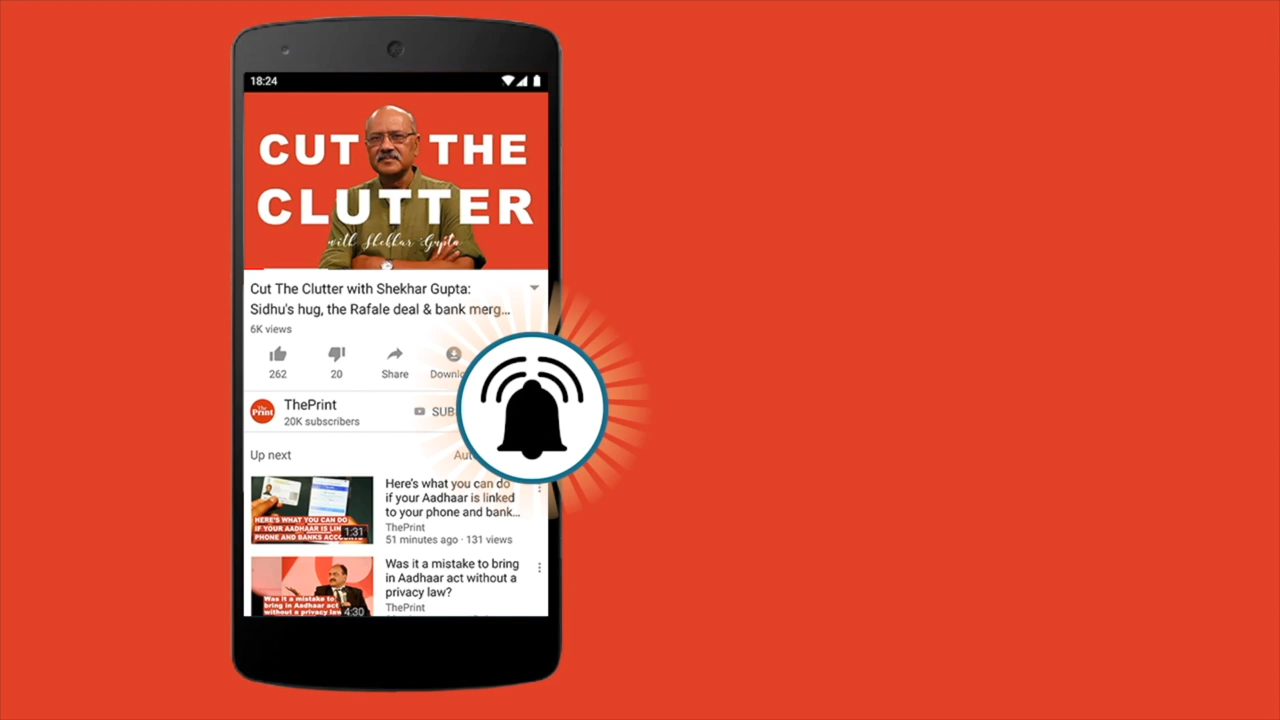 18:24
CUT THE
CLUTTER
with Shekhar Gupta
Cut The Clutter with Shekhar Gupta:
Sidhu's hug, the Rafale deal & bank merg...
6K views
262
20
Share
Downlo
The
Print
ThePrint
SUB
20K subscribers
Up next
Aut
HERE'S WHAT YOU CAN DO
IF YOUR AADHAAR IS LIN
PHONE AND BANKS ACCOUNTS
1:31
Here's what you can do
if your Aadhaar is linked
to your phone and bank...
ThePrint
51 minutes ago · 131 views
Was it a mistake to
bring in Aadhaar act
without a privacy law
4:30
Was it a mistake to bring
in Aadhaar act without a
privacy law?
ThePrint